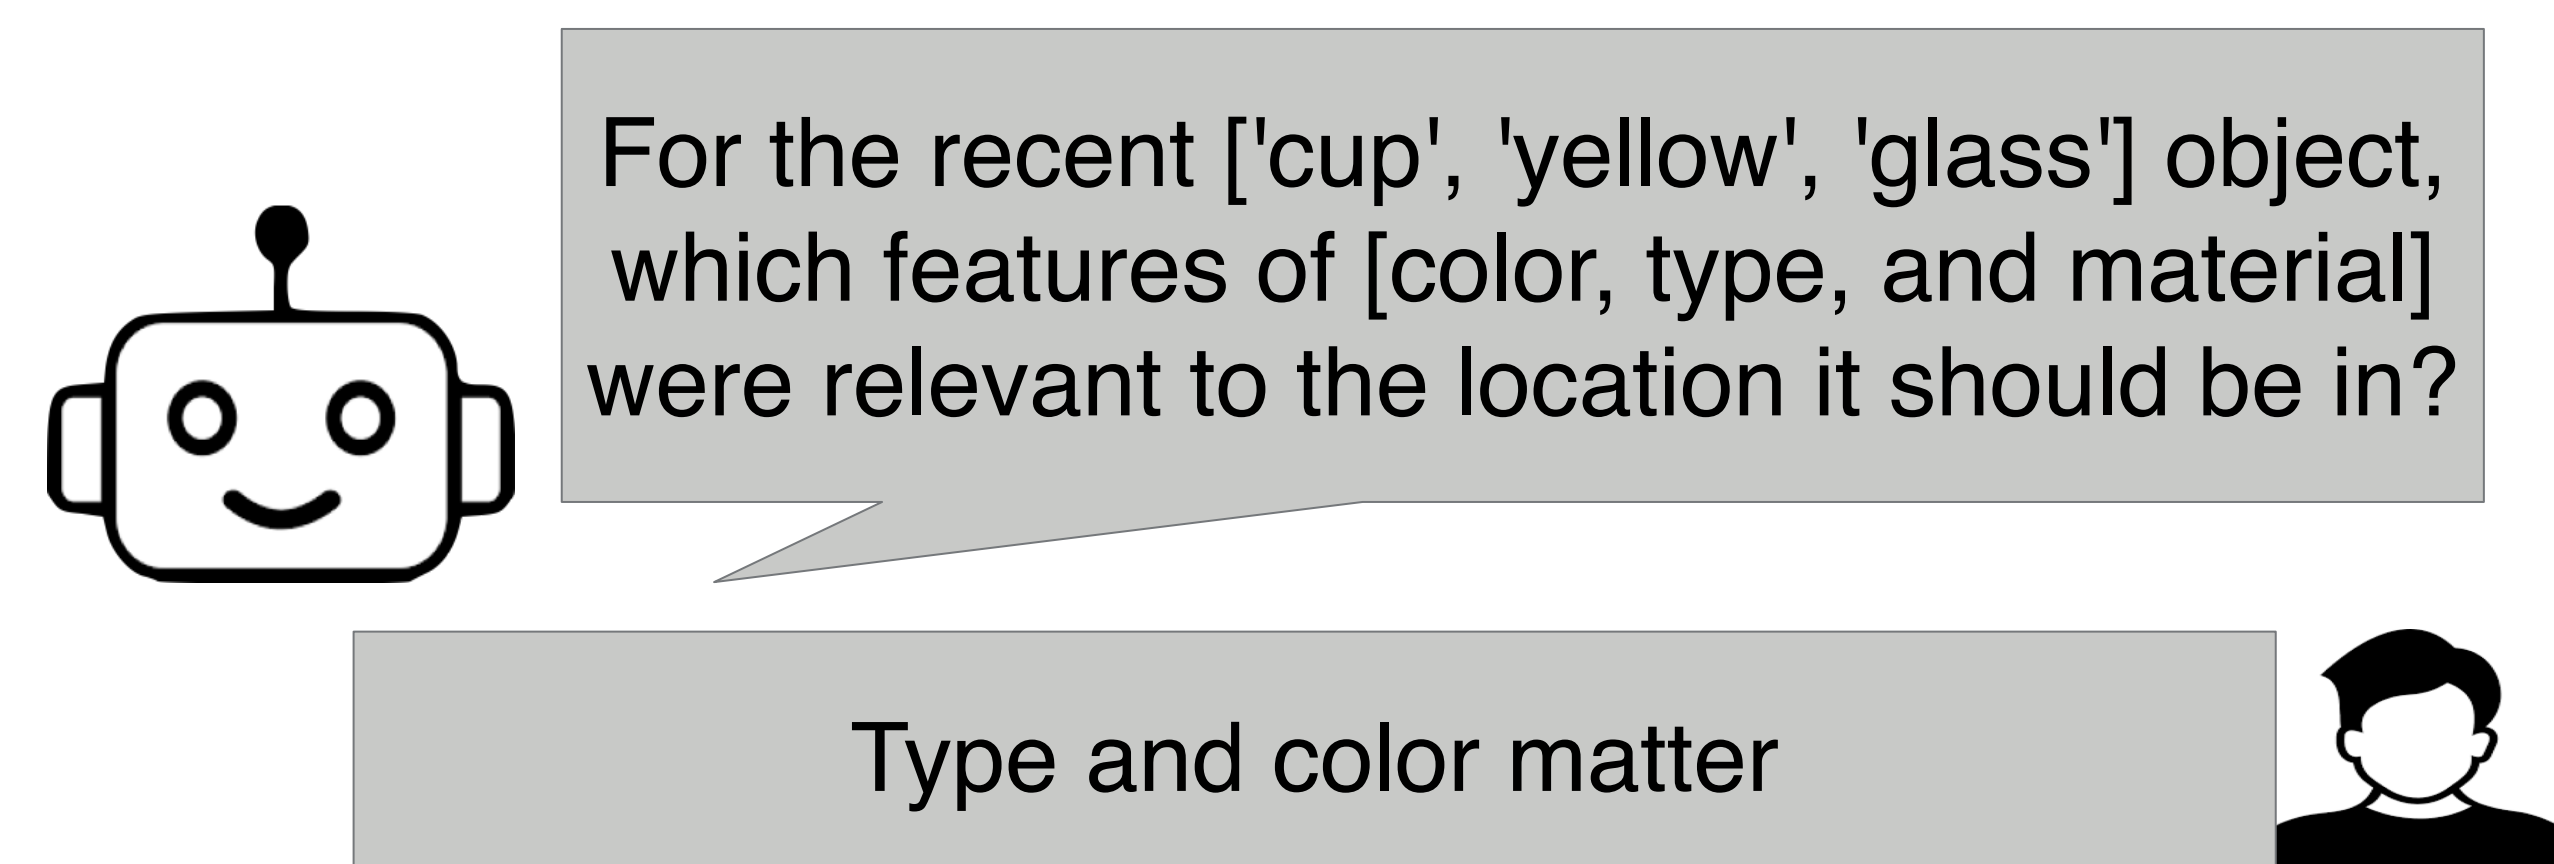 For the recent ['cup', 'yellow', 'glass'] object,
which features of [color, type, and material]
were relevant to the location it should be in?
Type and color matter